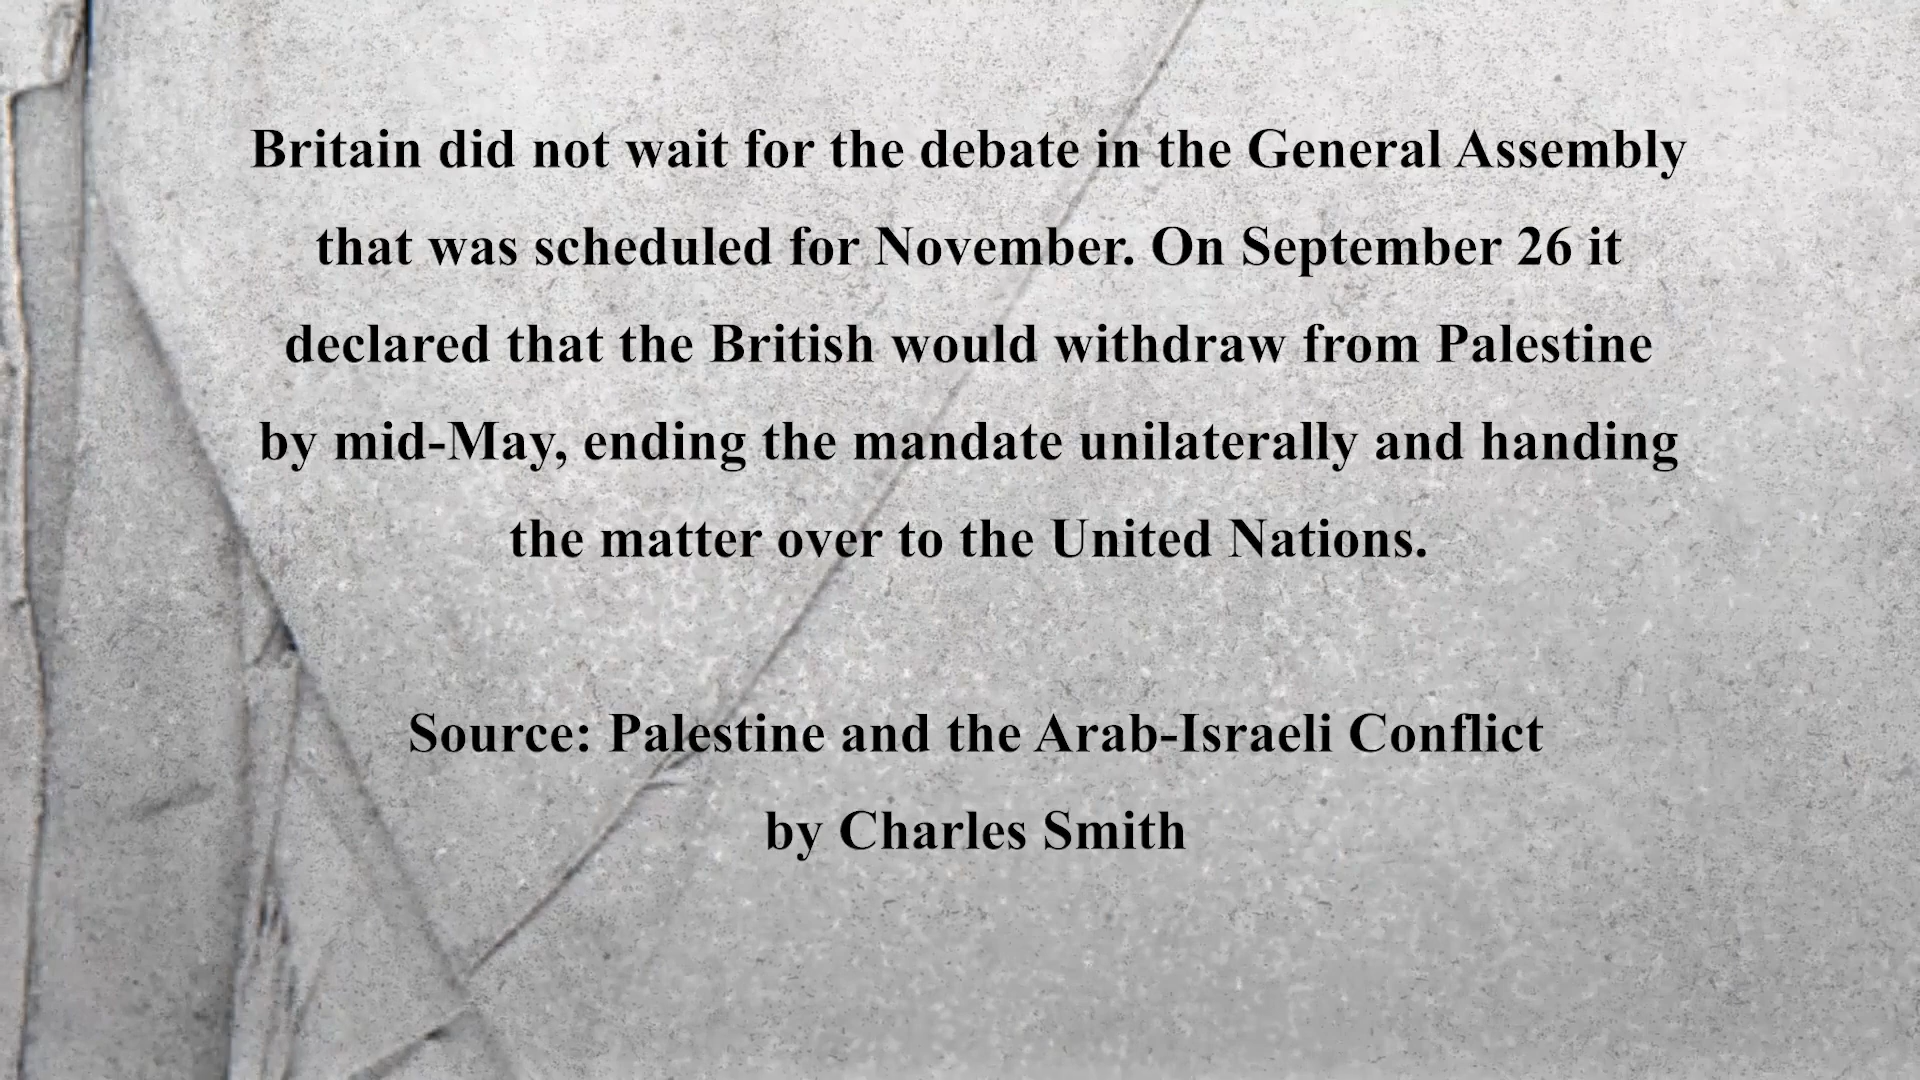 Britain did not wait for the debate in the General Assembly
that was scheduled for November. On September 26 it
declared that the British would withdraw from Palestine
by mid-May, ending the mandate unilaterally and handing
the matter over to the United Nations.
Source: Palestine and the Arab-Israeli Conflict
by Charles Smith